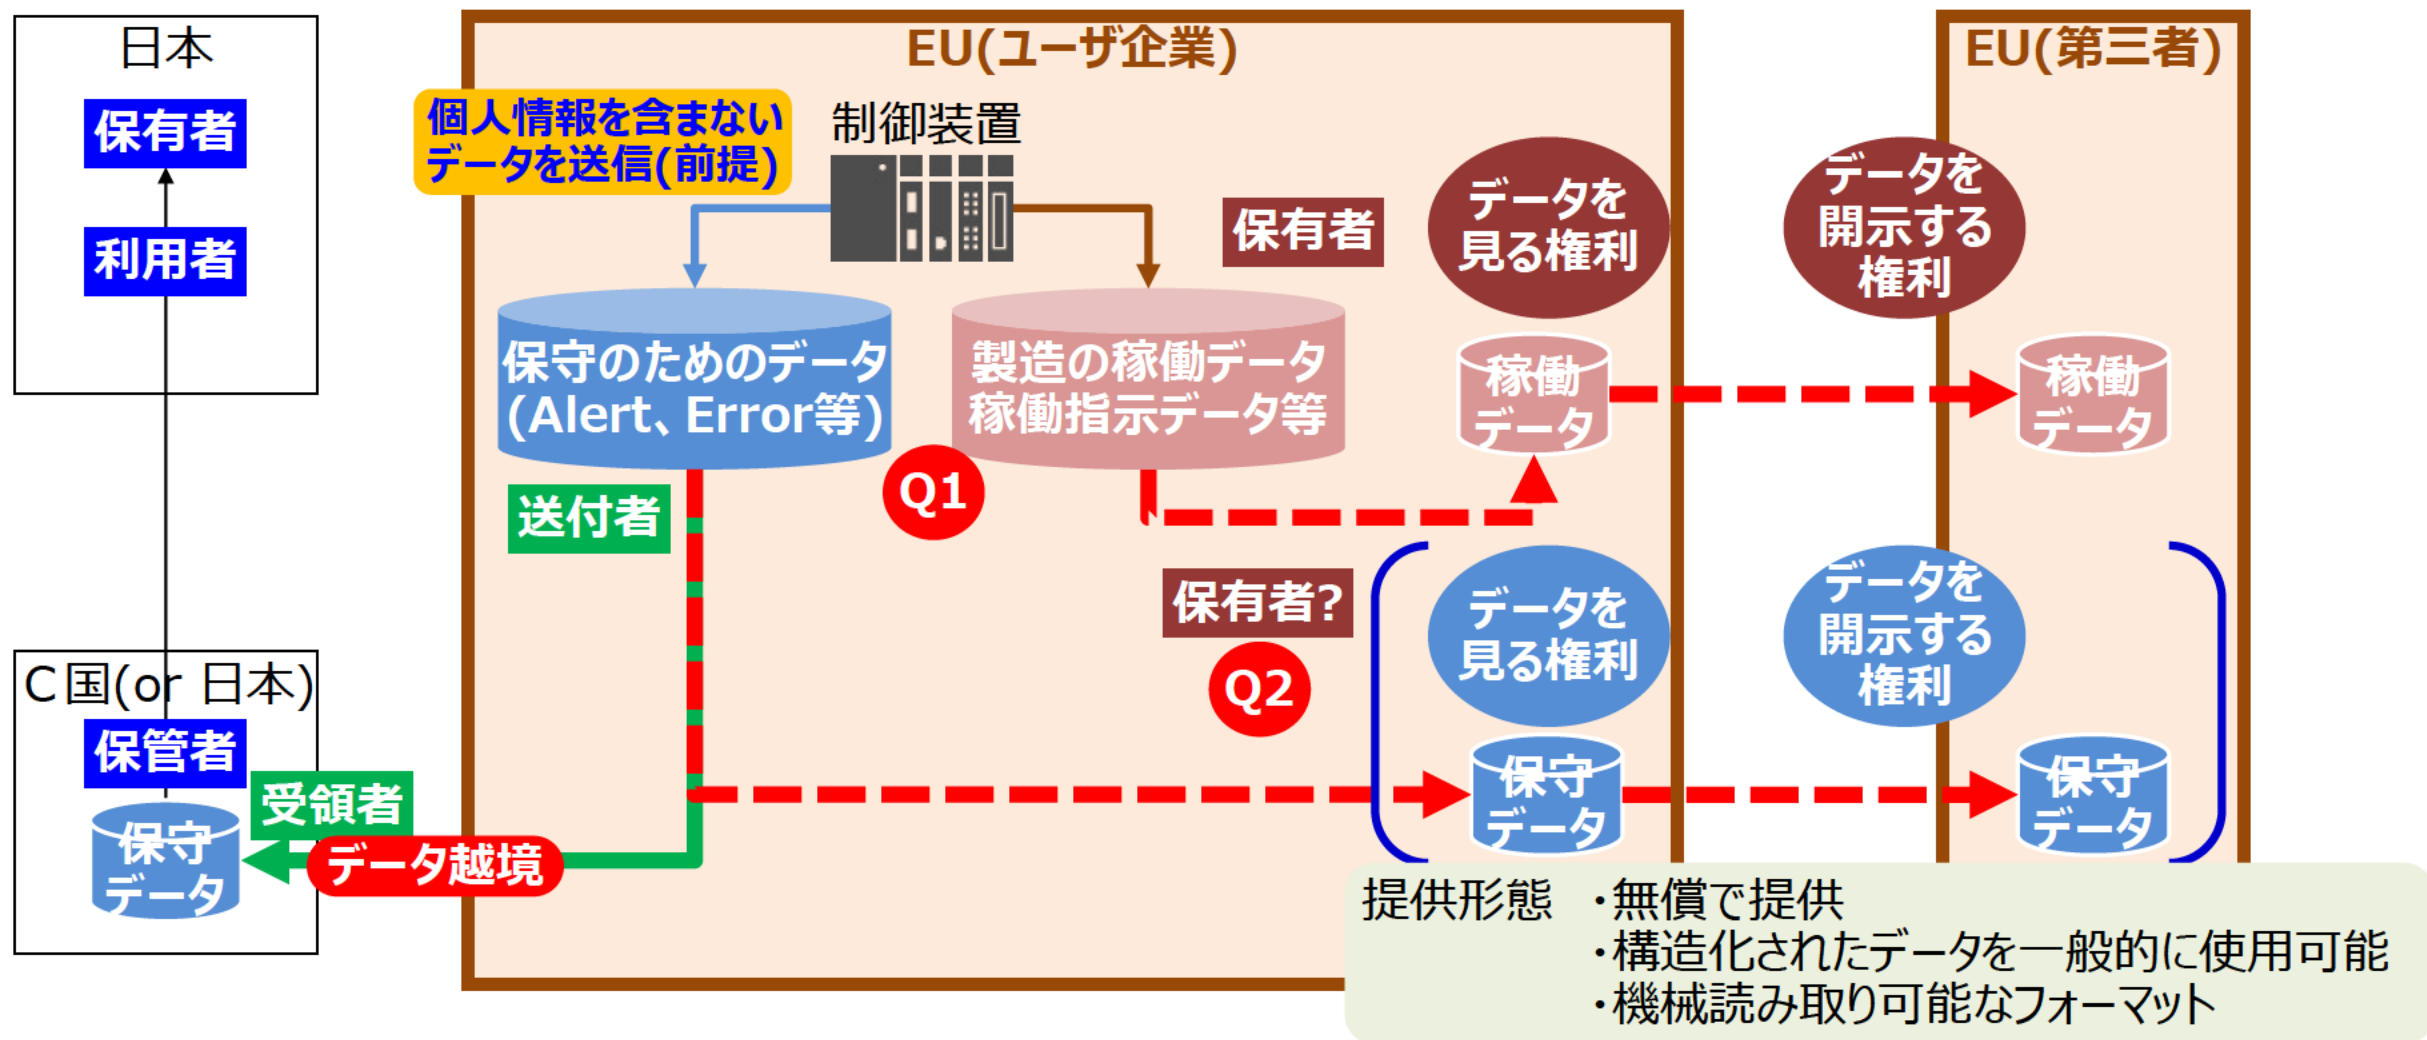 日本
保有者
利用者
C国(or 日本)
保管者
受領者
保守
データ
データ越境
EU(ユーザ企業)
個人情報を含まない
データを送信(前提)
制御装置
保守のためのデータ
(Alert、Error等)
製造の稼働データ
稼働指示データ等
送付者
Q1
保有者
データを
見る権利
稼働
データ
保有者?
Q2
データを
見る権利
保守
データ
EU(第三者)
データを
開示する
権利
稼働
データ
データを
開示する
権利
保守
データ
提供形態 ・無償で提供
・構造化されたデータを一般的に使用可能
・機械読み取り可能なフォーマット